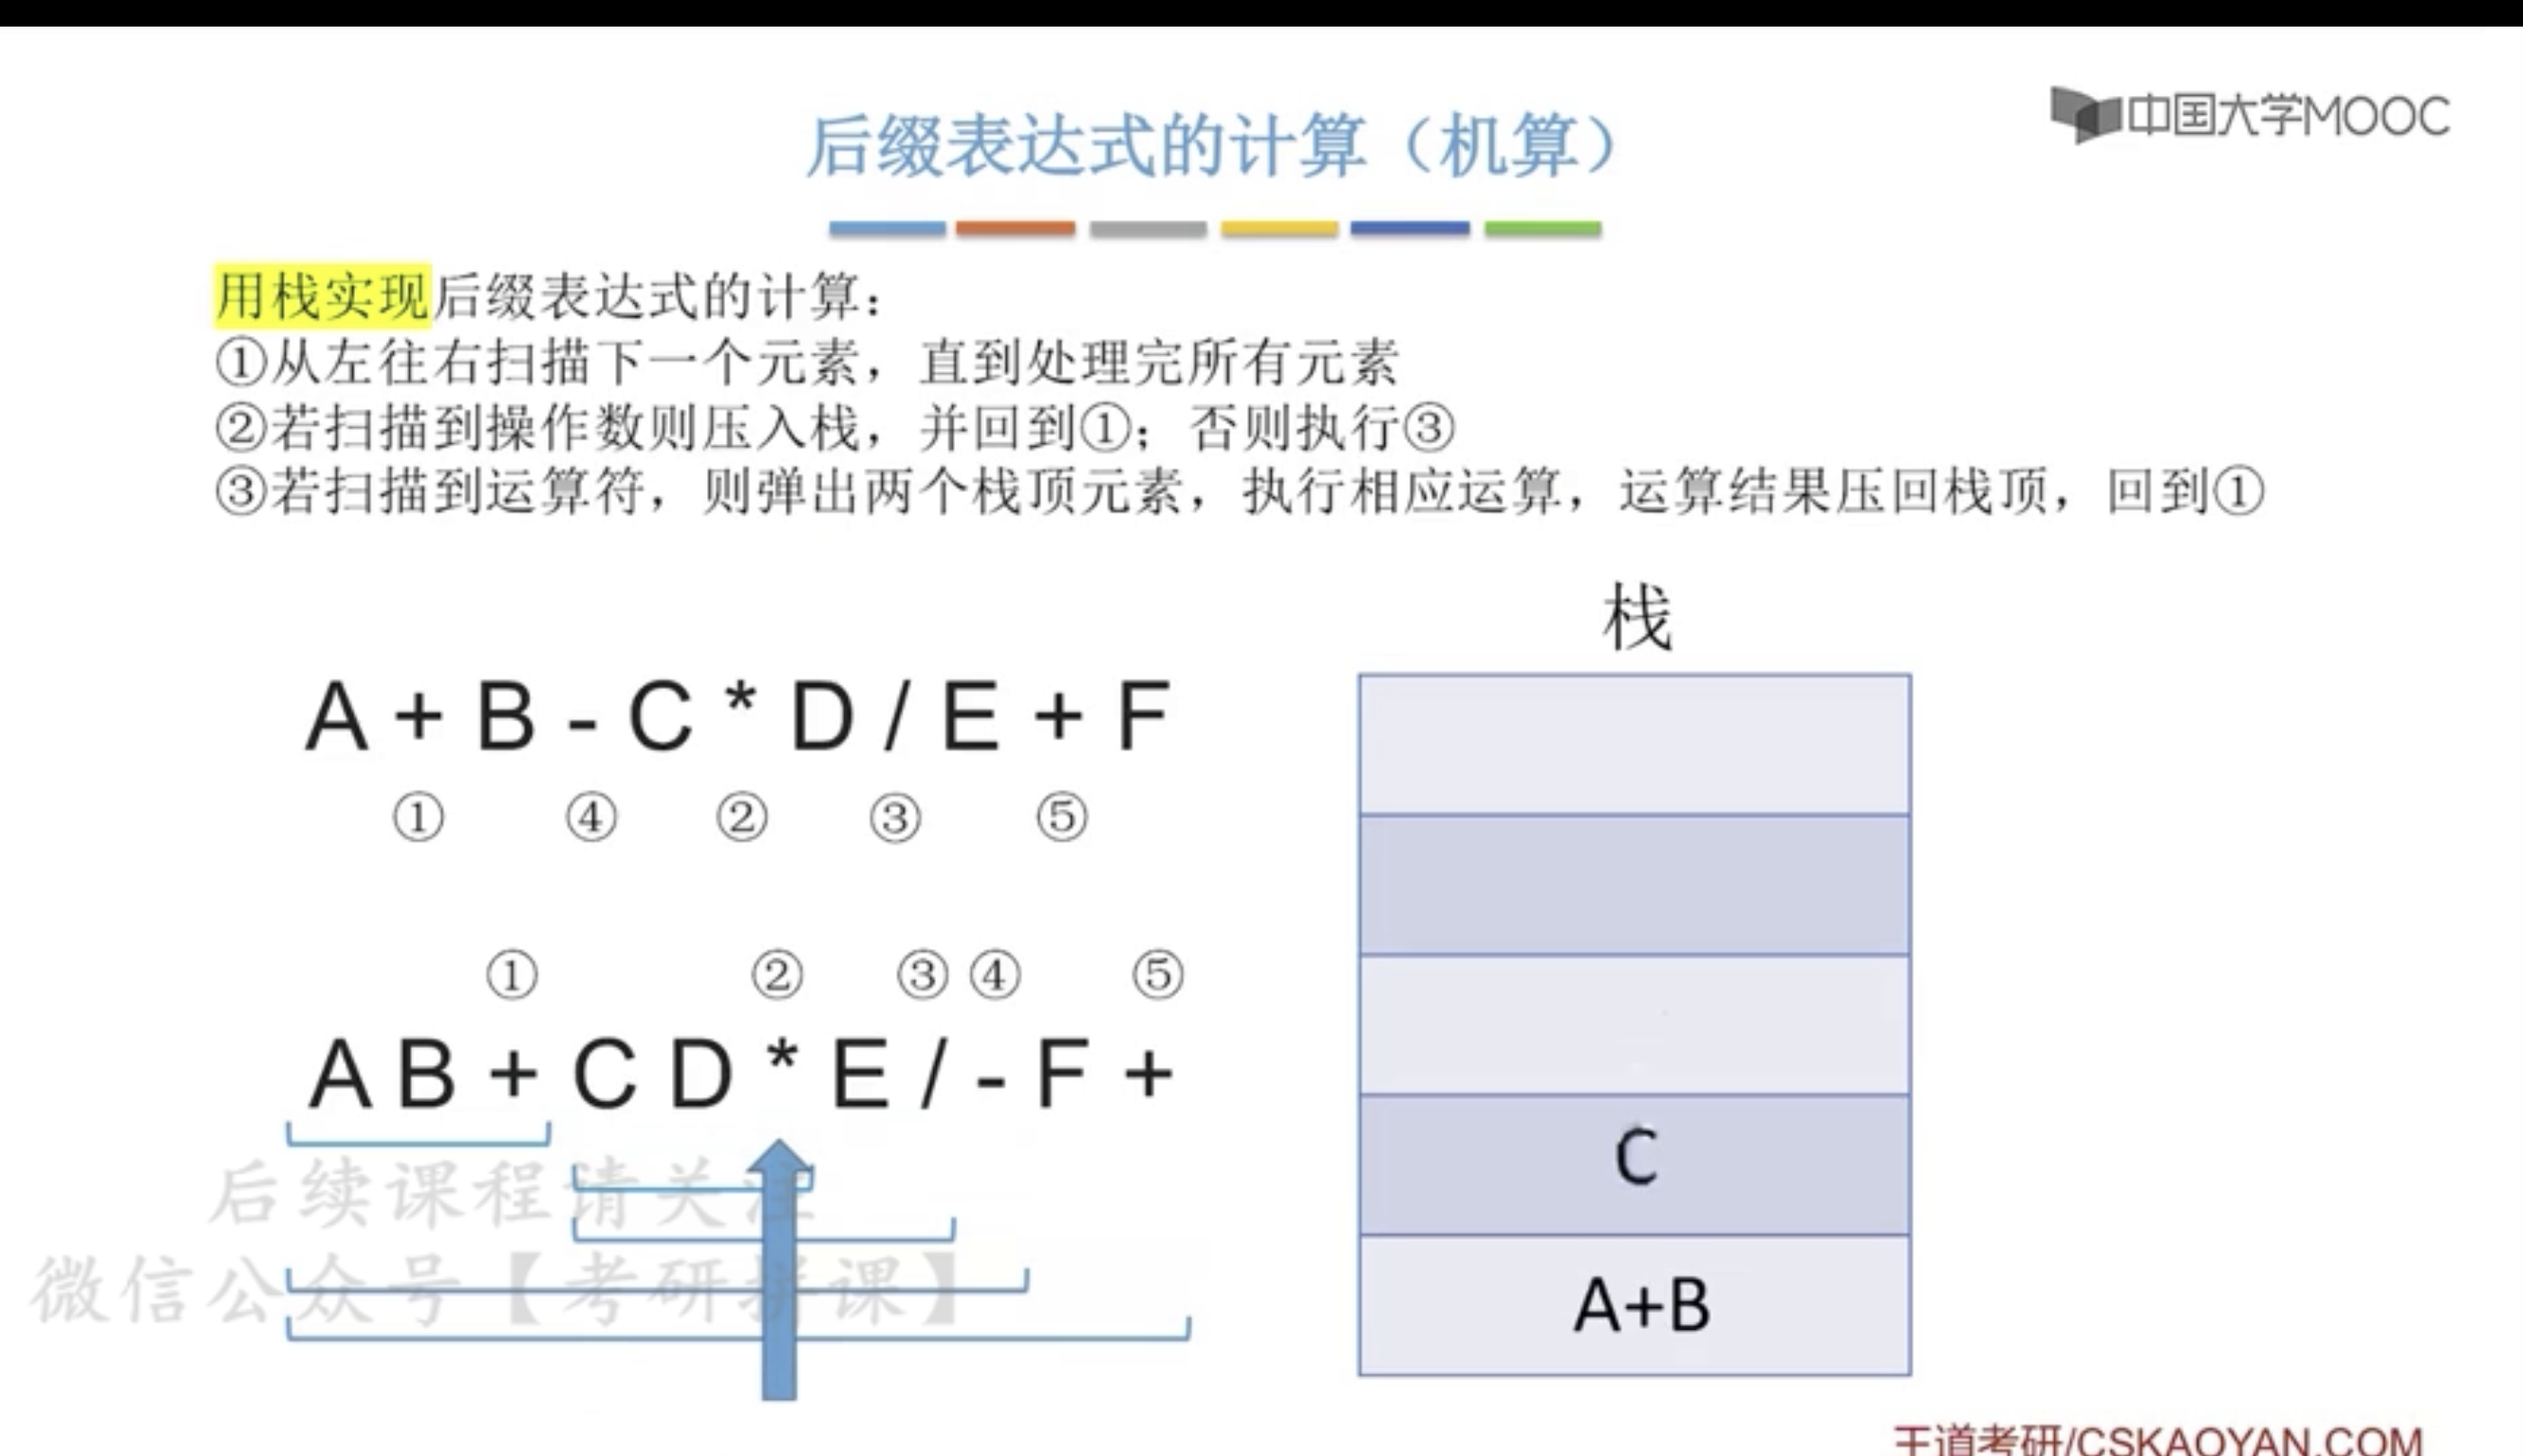 中国大学MOOC
后缀表达式的计算（机算）
用栈实现后缀表达式的计算：
①从左往右扫描下一个元素，直到处理完所有元素
②若扫描到操作数则压入栈，并回到①；否则执行③
③若扫描到运算符，则弹出两个栈顶元素，执行相应运算，运算结果压回栈顶，回到①
A + B - C * D / E + F
① ④ ② ③ ⑤
① ② ③ ④ ⑤
A B + C D * E / - F +
后续课程请关注
微信公众号【考研拼课】
栈
C
A+B
王道考研/CSKAOYAN.COM